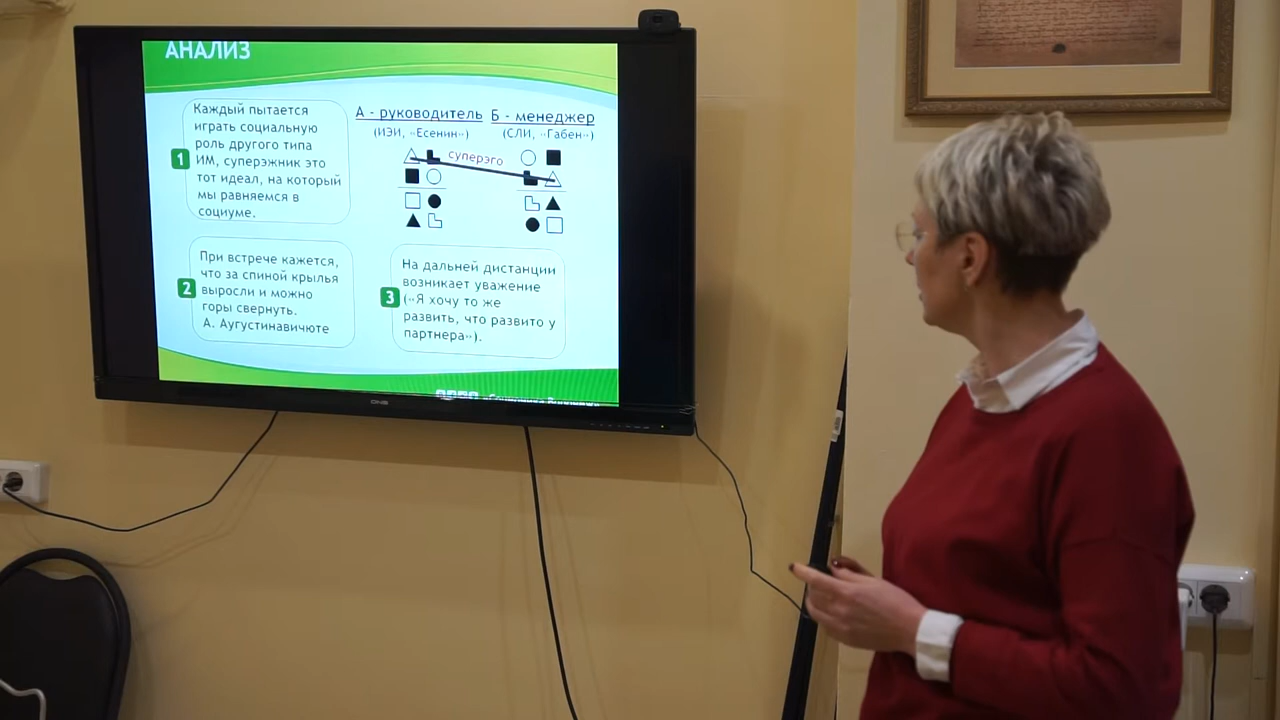 АНАЛИЗ
Каждый пытается
играть социальную
роль другого типа
ИМ, суперэжник это
тот идеал, на который
мы равняемся в
социуме.
1
А - руководитель
(ИЭИ, «Есенин»)
Б - менеджер
(СЛИ, «Габен»)
суперэго
При встрече кажется,
что за спиной крылья
выросли и можно
горы свернуть.
А. Аугустинавичюте
2
На дальней дистанции
возникает уважение
(«Я хочу то же
развить, что развито у
партнера»).
3